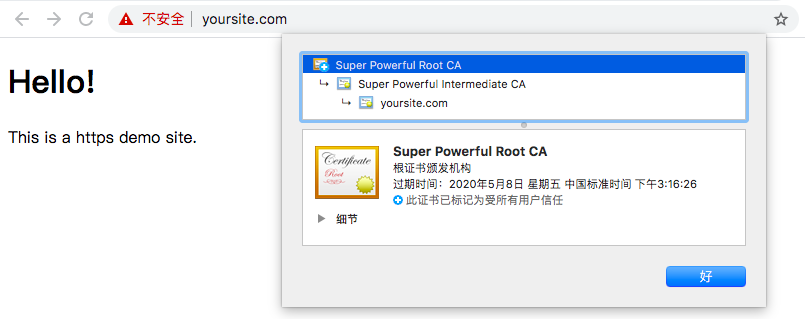 不安全 yoursite.com
Hello!
This is a https demo site.
Super Powerful Root CA
Super Powerful Intermediate CA
yoursite.com
Certificate
Root
Super Powerful Root CA
根证书颁发机构
过期时间：2020年5月8日 星期五 中国标准时间 下午3:16:26
此证书已标记为受所有用户信任
细节
好